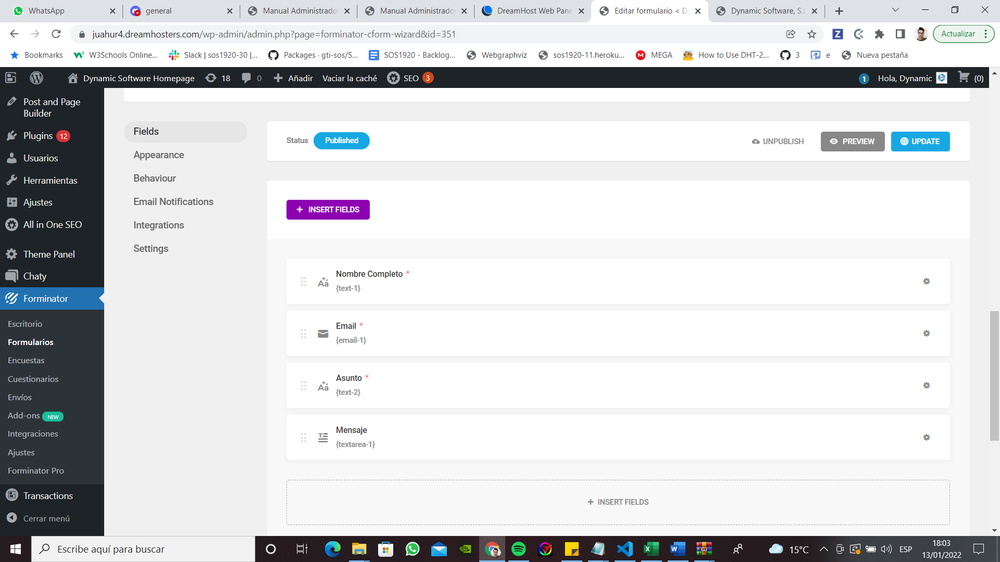 WhatsApp
general
Manual Administrado
Manual Administrado
DreamHost Web Pane
Editar formulario < D
Dynamic Software, S.
juahur4.dreamhosters.com/wp-admin/admin.php?page=forminator-cform-wizard&id=351
Actualizar
Bookmarks
W3Schools Online...
Slack | sos1920-30 |...
Packages · gti-sos/S...
SOS1920 - Backlog...
Webgraphviz
sos1920-11.heroku...
MEGA
How to Use DHT-2...
3
e
Nueva pestaña
Dynamic Software Homepage
18
0
Añadir
Vaciar la caché
SEO 3
1
Hola, Dynamic
(0)
Post and Page
Builder
Plugins 12
Usuarios
Herramientas
Ajustes
All in One SEO
Theme Panel
Chaty
Forminator
Escritorio
Formularios
Encuestas
Cuestionarios
Envíos
Add-ons NEW
Integraciones
Ajustes
Forminator Pro
Transactions
Cerrar menú
Fields
Appearance
Behaviour
Email Notifications
Integrations
Settings
Status Published
UNPUBLISH
PREVIEW
UPDATE
+ INSERT FIELDS
Nombre Completo *
{text-1}
Email *
{email-1}
Asunto *
{text-2}
Mensaje
{textarea-1}
+ INSERT FIELDS
Escribe aquí para buscar
15°C
ESP
18:03
13/01/2022